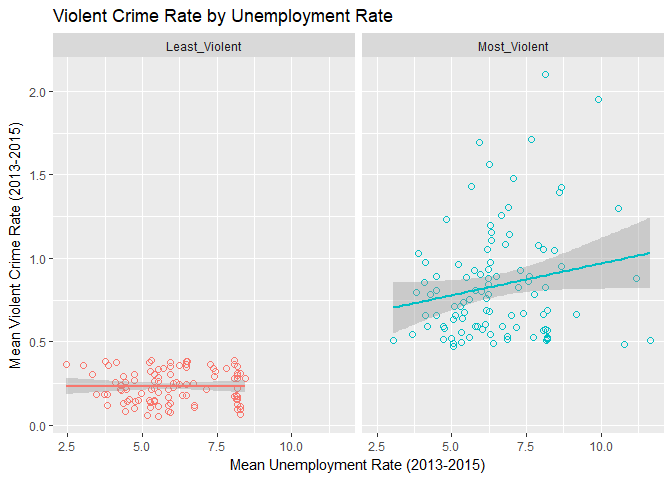 Violent Crime Rate by Unemployment Rate
Least_Violent
Most_Violent
Mean Violent Crime Rate (2013-2015)
2.0
1.5
1.0
0.5
0.0
2.5 5.0 7.5 10.0
2.5 5.0 7.5 10.0
Mean Unemployment Rate (2013-2015)